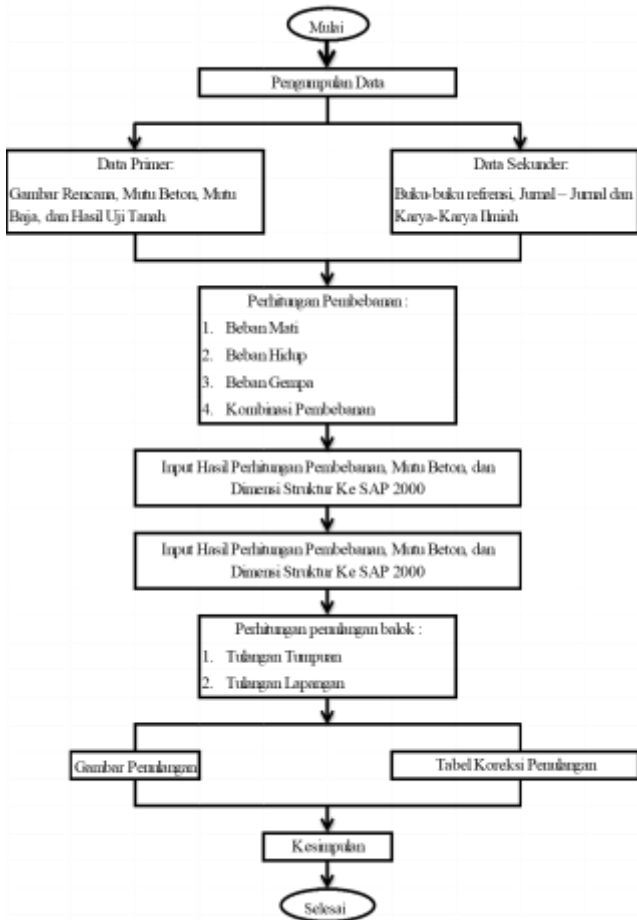 Mulai
Pengumpulan Data
Data Primer:
Gambar Rencana, Mutu Beton, Mutu
Baja, dan Hasil Uji Tanah
Data Sekunder:
Buku-buku refrensi, Jurnal – Jurnal dan
Karya-Karya Ilmiah
Perhitungan Pembebanan :
1. Beban Mati
2. Beban Hidup
3. Beban Gempa
4. Kombinasi Pembebanan
Input Hasil Perhitungan Pembebanan, Mutu Beton, dan
Dimensi Struktur Ke SAP 2000
Input Hasil Perhitungan Pembebanan, Mutu Beton, dan
Dimensi Struktur Ke SAP 2000
Perhitungan penulangan balok :
1. Tulangan Tumpuan
2. Tulangan Lapangan
Gambar Penulangan
Tabel Koreksi Penulangan
Kesimpulan
Selesai